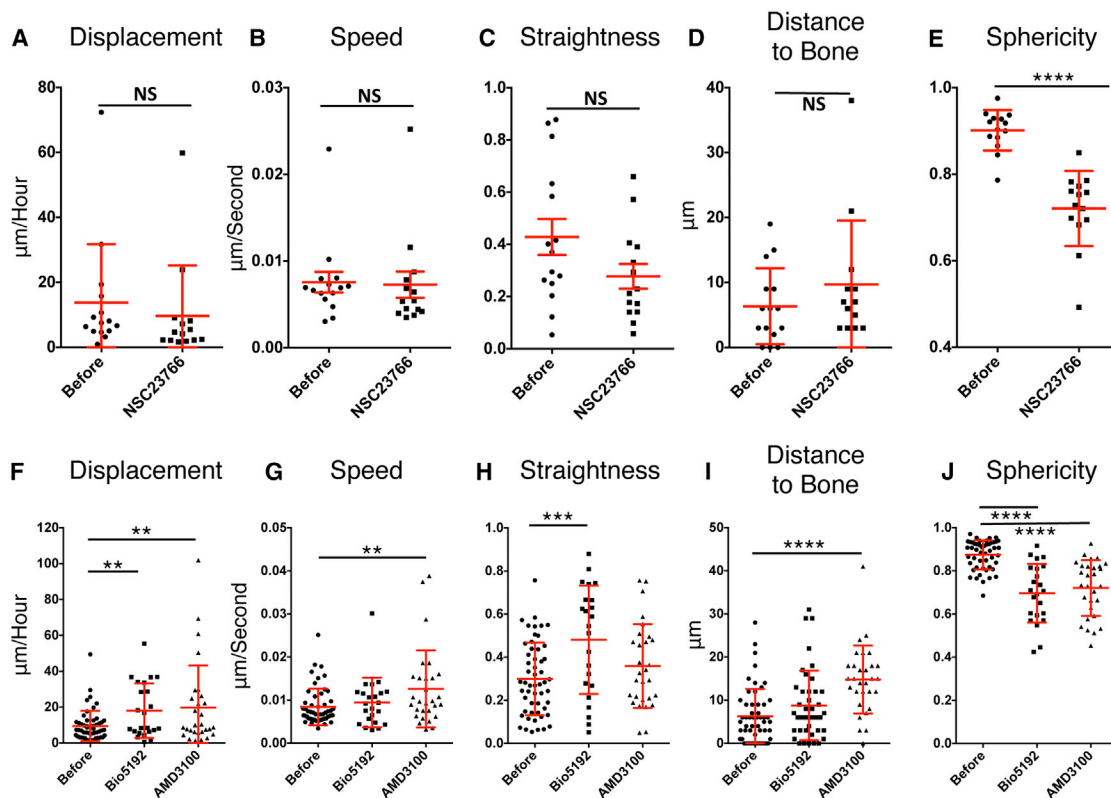 A Displacement
B Speed
C Straightness
D Distance to Bone
E Sphericity
µm/Hour
80
60
40
20
0
NS
Before
NSC23766
µm/Second
0.03
0.02
0.01
0.00
NS
Before
NSC23766
1.0
0.8
0.6
0.4
0.2
0.0
NS
Before
NSC23766
µm
40
30
20
10
0
NS
Before
NSC23766
1.0
0.8
0.6
0.4
****
Before
NSC23766
F Displacement
G Speed
H Straightness
I Distance to Bone
J Sphericity
µm/Hour
120
100
80
60
40
20
0
**
**
Before
Bio5192
AMD3100
µm/Second
0.05
0.04
0.03
0.02
0.01
0.00
**
Before
Bio5192
AMD3100
1.0
0.8
0.6
0.4
0.2
0.0
***
Before
Bio5192
AMD3100
µm
50
40
30
20
10
0
****
Before
Bio5192
AMD3100
1.0
0.8
0.6
0.4
0.2
0.0
****
****
Before
Bio5192
AMD3100